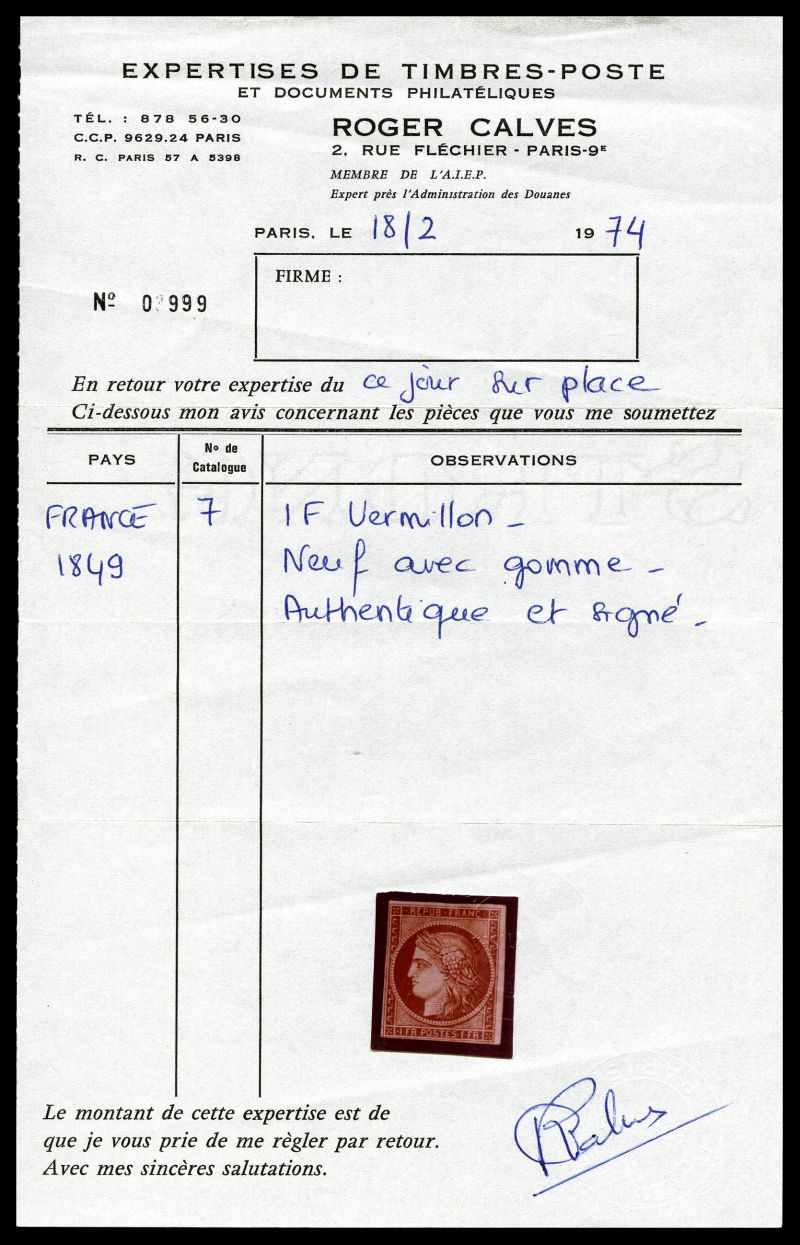 EXPERTISES DE TIMBRES-POSTE
ET DOCUMENTS PHILATÉLIQUES
TÉL. : 878 56-30
C.C.P. 9629.24 PARIS
R. C. PARIS 57 A 5398
ROGER CALVES
2, RUE FLÉCHIER - PARIS-9E
MEMBRE DE L'A.I.E.P.
Expert près l'Administration des Douanes
PARIS, LE 18/2 1974
FIRME :
Nº 0 999
En retour votre expertise du ce jour sur place
Ci-dessous mon avis concernant les pièces que vous me soumettez
PAYS
Nº de
Catalogue
OBSERVATIONS
FRANCE 7 1 F Vermillon -
1849 Neuf avec gomme -
Authentique et signé -
REPUB. FRANC.
1 FR POSTES 1 FR
Le montant de cette expertise est de
que je vous prie de me règler par retour.
Avec mes sincères salutations.
RCalves